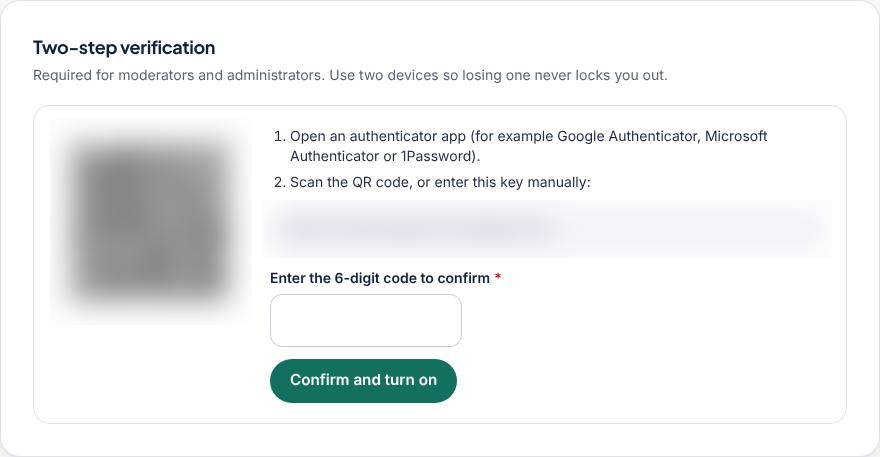 Two-step verification
Required for moderators and administrators. Use two devices so losing one never locks you out.
1. Open an authenticator app (for example Google Authenticator, Microsoft
Authenticator or 1Password).
2. Scan the QR code, or enter this key manually:
Enter the 6-digit code to confirm *
Confirm and turn on